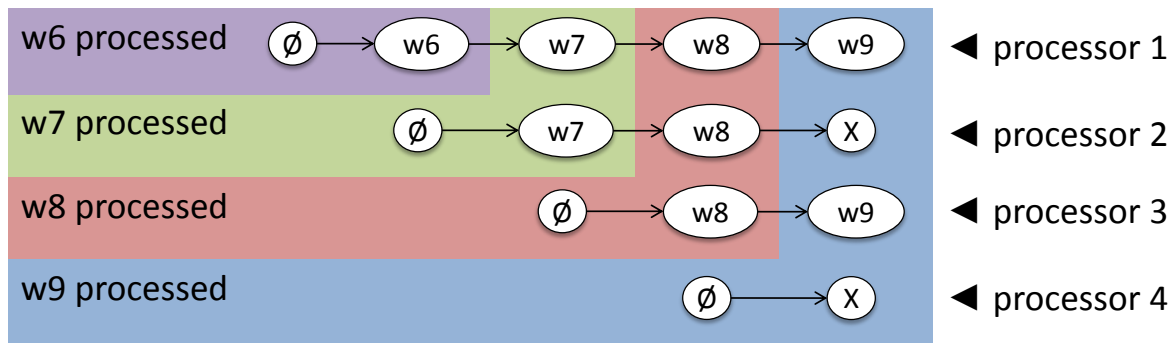 w6 processed Ø w6 w7 w8 w9 ◄ processor 1
w7 processed Ø w7 w8 X ◄ processor 2
w8 processed Ø w8 w9 ◄ processor 3
w9 processed Ø X ◄ processor 4